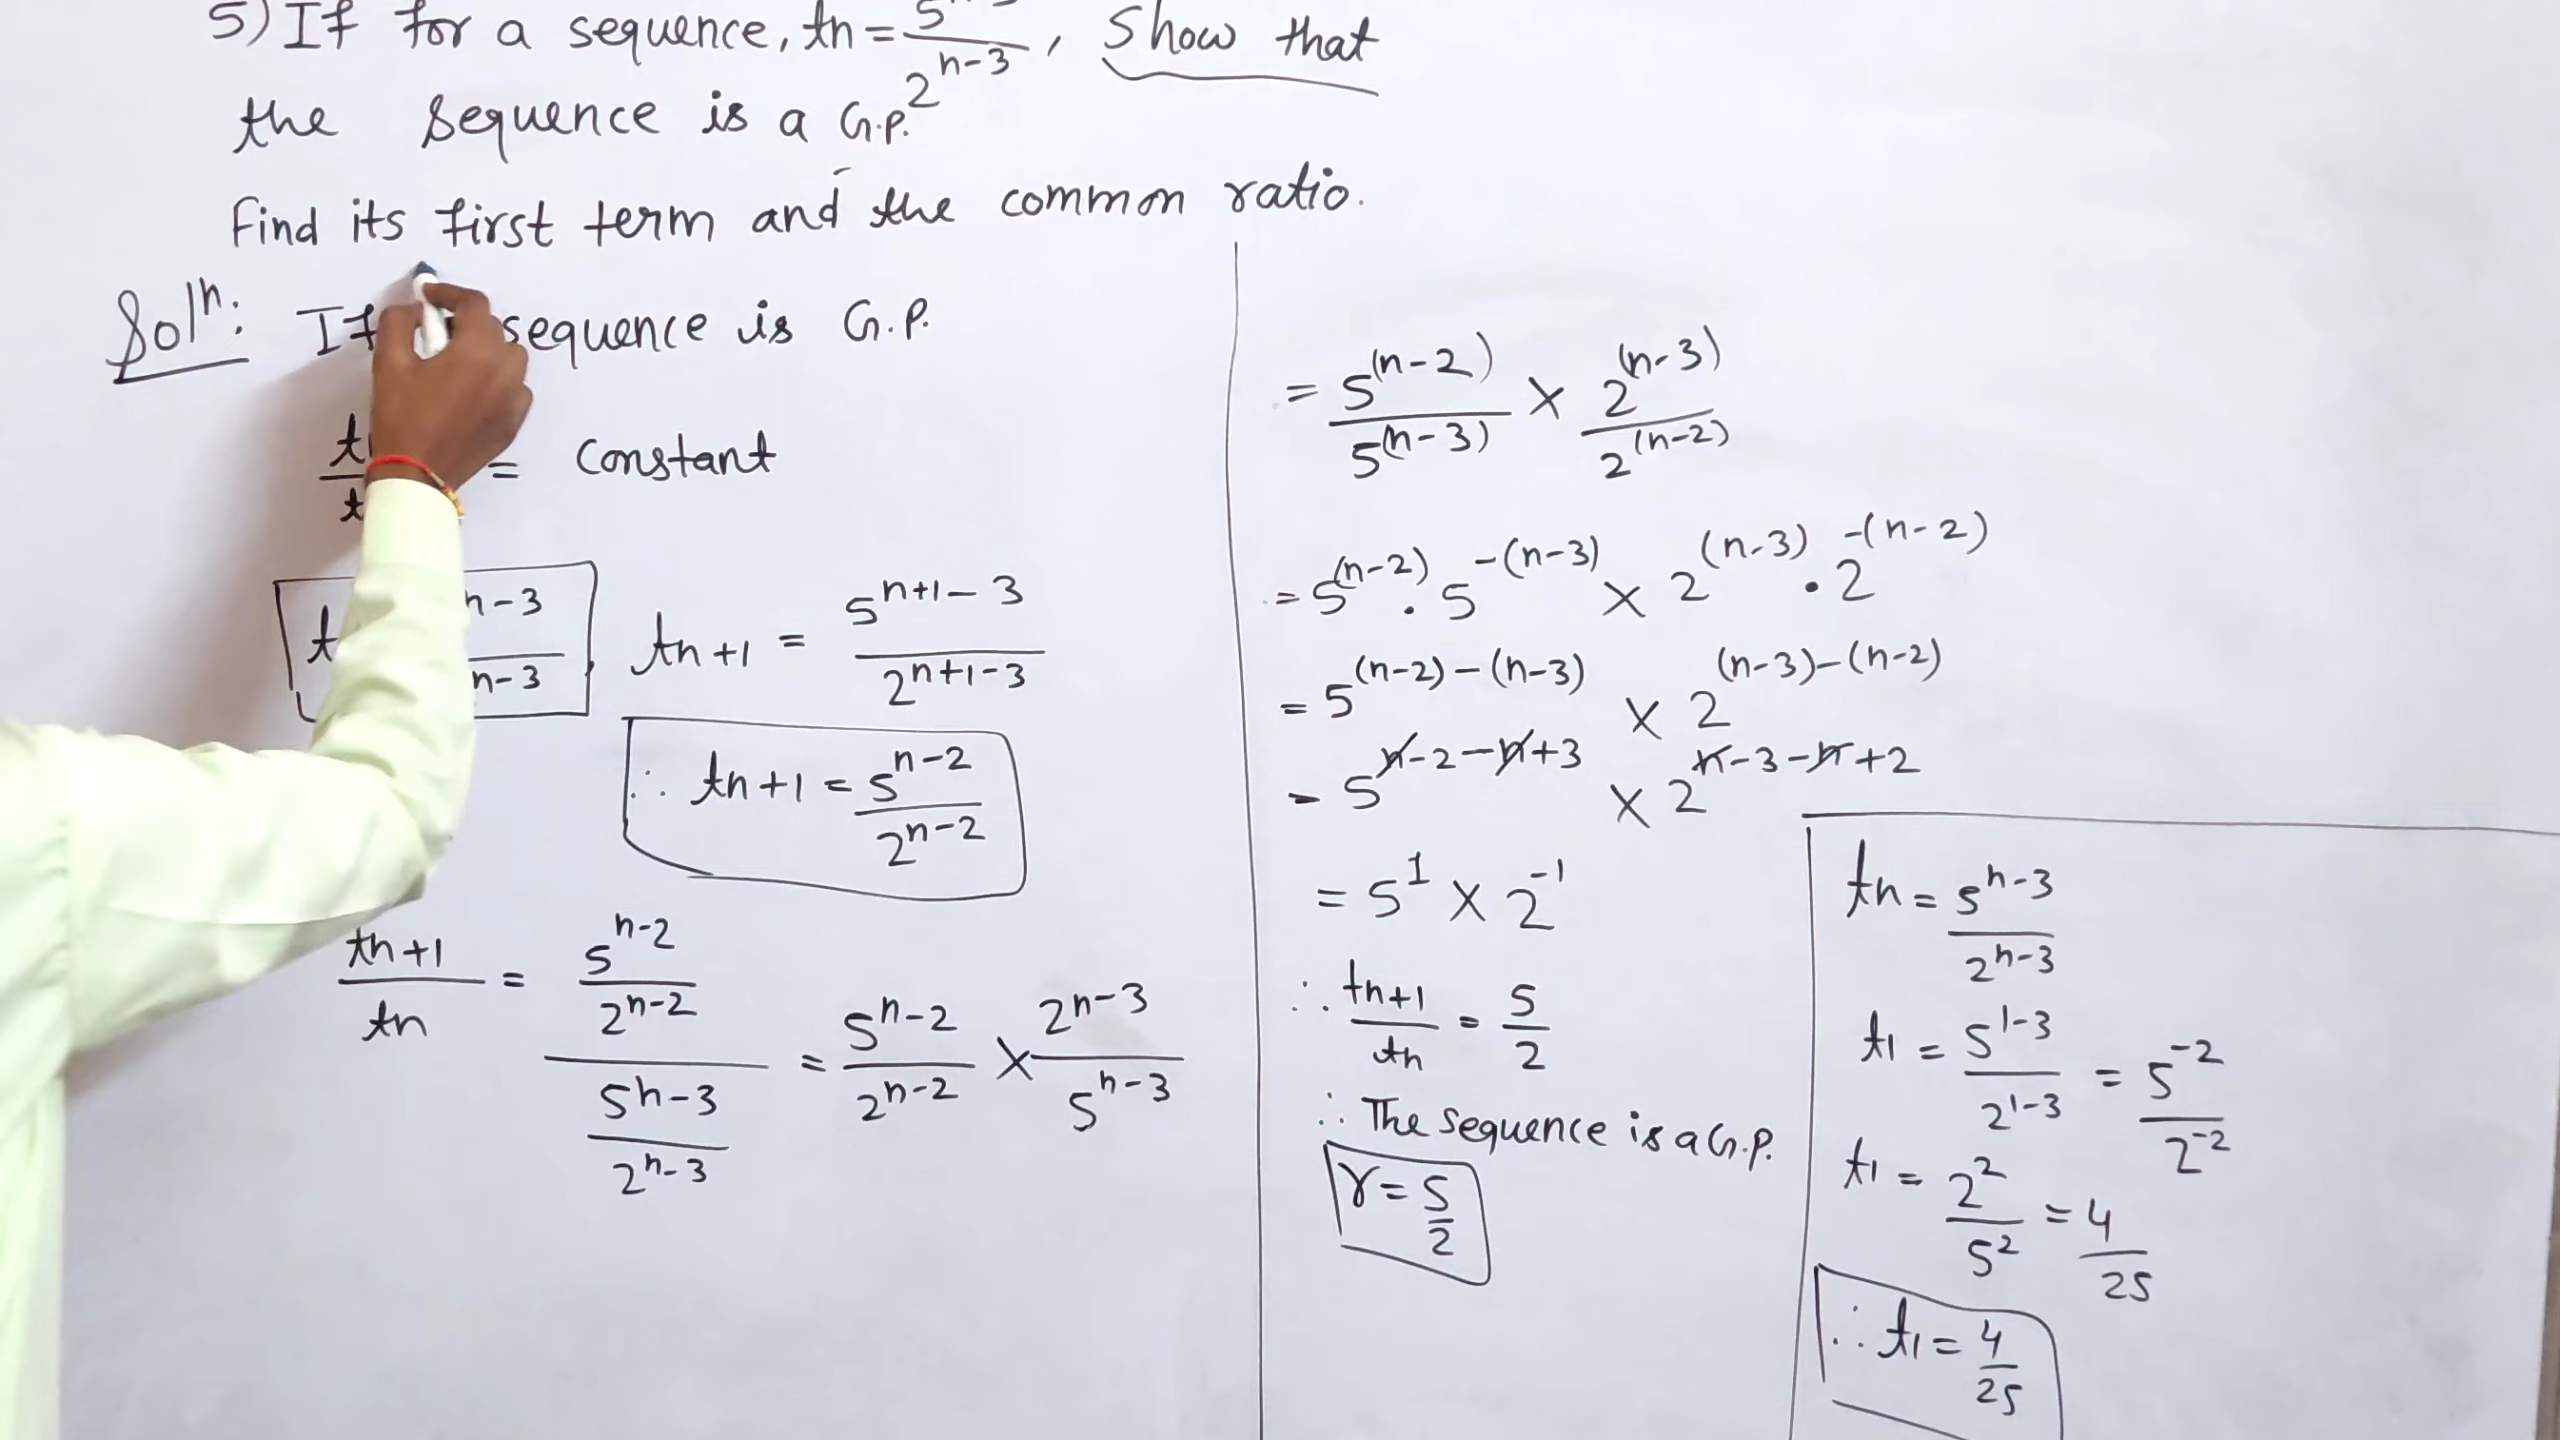 5) If for a sequence, tn = 5 / 2^(n-3), Show that
the sequence is a G.P.
Find its first term and the common ratio.
Solⁿ: If sequence is G.P.
= constant
n-3 / n-3
tn+1 = 5^(n+1-3) / 2^(n+1-3)
∴ tn+1 = 5^(n-2) / 2^(n-2)
tn+1 / tn = (5^(n-2) / 2^(n-2)) / (5^(n-3) / 2^(n-3)) = 5^(n-2) / 2^(n-2) × 2^(n-3) / 5^(n-3)
= 5^(n-2) / 5^(n-3) × 2^(n-3) / 2^(n-2)
= 5^(n-2) . 5^-(n-3) × 2^(n-3) . 2^-(n-2)
= 5^((n-2)-(n-3)) × 2^((n-3)-(n-2))
= 5^(n-2-n+3) × 2^(n-3-n+2)
= 5^1 × 2^-1
∴ tn+1 / tn = 5/2
∴ The sequence is a G.P.
r = 5/2
tn = 5^(n-3) / 2^(n-3)
t1 = 5^(1-3) / 2^(1-3) = 5^-2 / 2^-2
t1 = 2^2 / 5^2 = 4/25
∴ t1 = 4/25